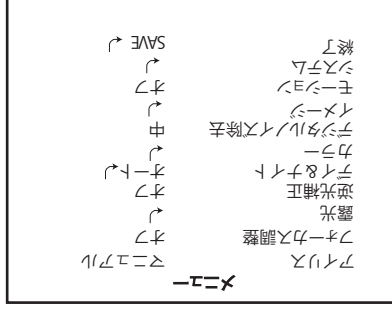 メニュー
アイリス マニュアル
フォーカス調整 オフ
露光 ↵
逆光補正 オフ
デイ&ナイト オート↵
カラー ↵
デジタルノイズ除去 中
イメージ ↵
モーション オフ
システム ↵
終了 SAVE ↵